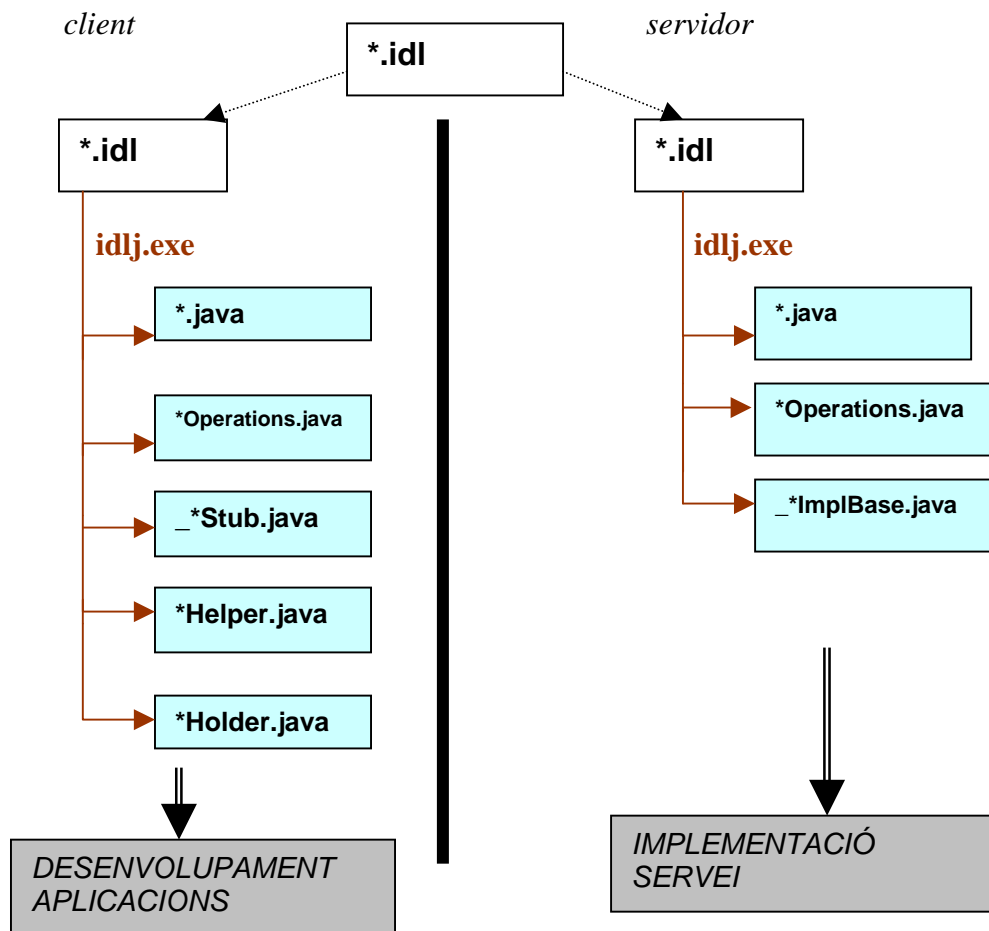 client
servidor
*.idl
*.idl
idlj.exe
*.java
*Operations.java
_*Stub.java
*Helper.java
*Holder.java
DESENVOLUPAMENT
APLICACIONS
*.idl
idlj.exe
*.java
*Operations.java
_*ImplBase.java
IMPLEMENTACIÓ
SERVEI